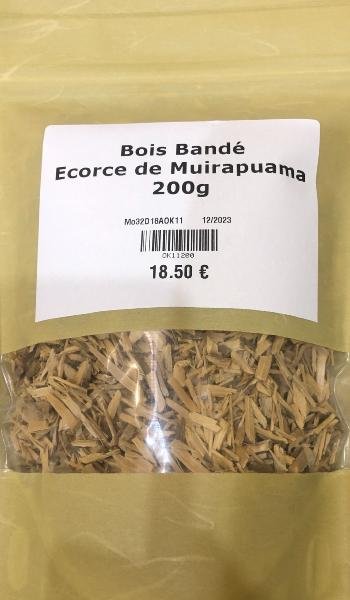 Bois Bandé
Ecorce de Muirapuama
200g
Mo32D18AOK11 12/2023
OK11200
18.50 €